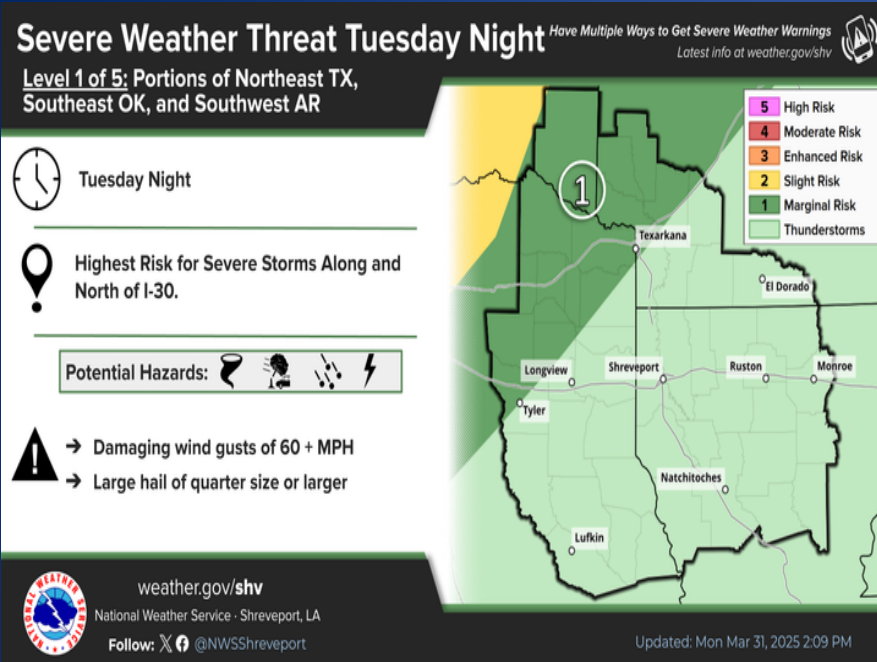 Severe Weather Threat Tuesday Night
Have Multiple Ways to Get Severe Weather Warnings
Latest info at weather.gov/shv
Level 1 of 5: Portions of Northeast TX,
Southeast OK, and Southwest AR
Tuesday Night
Highest Risk for Severe Storms Along and
North of I-30.
Potential Hazards:
! → Damaging wind gusts of 60 + MPH
→ Large hail of quarter size or larger
5 High Risk
4 Moderate Risk
3 Enhanced Risk
2 Slight Risk
1 Marginal Risk
Thunderstorms
1
Texarkana
El Dorado
Longview
Shreveport
Ruston
Monroe
Tyler
Natchitoches
Lufkin
NATIONAL WEATHER SERVICE
weather.gov/shv
National Weather Service · Shreveport, LA
Follow: X @NWSShreveport
Updated: Mon Mar 31, 2025 2:09 PM